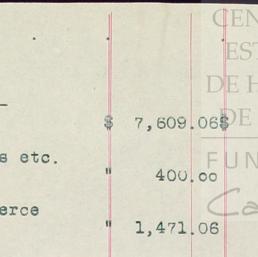 CEN
EST
DE H
$ 7,609.06$ DE
s etc.
FUN
" 400.00
Ca
erce
" 1,471.06